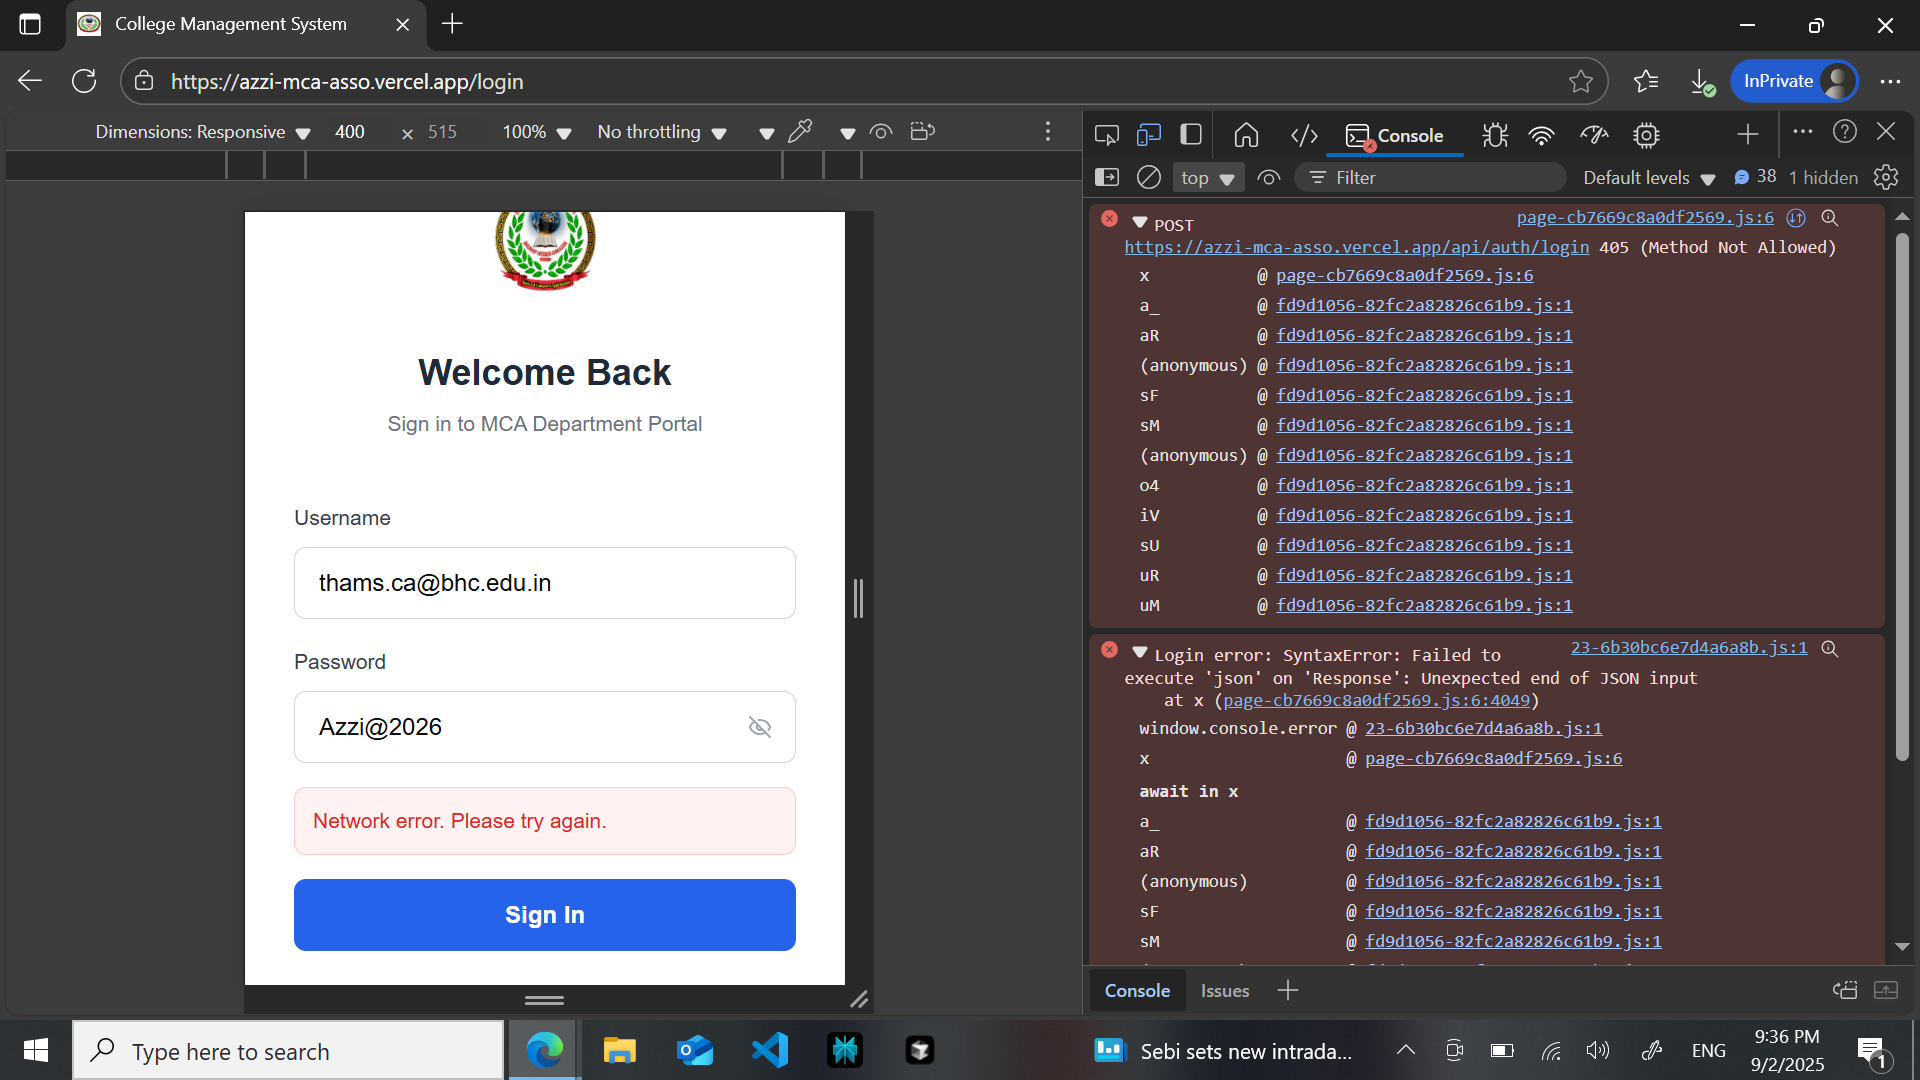 College Management System
https://azzi-mca-asso.vercel.app/login
InPrivate
Dimensions: Responsive 400 × 515 100% No throttling
Console
top Filter Default levels 38 1 hidden
Welcome Back
Sign in to MCA Department Portal
Username
thams.ca@bhc.edu.in
Password
Azzi@2026
Network error. Please try again.
Sign In
POST page-cb7669c8a0df2569.js:6
https://azzi-mca-asso.vercel.app/api/auth/login 405 (Method Not Allowed)
x @ page-cb7669c8a0df2569.js:6
a_ @ fd9d1056-82fc2a82826c61b9.js:1
aR @ fd9d1056-82fc2a82826c61b9.js:1
(anonymous) @ fd9d1056-82fc2a82826c61b9.js:1
sF @ fd9d1056-82fc2a82826c61b9.js:1
sM @ fd9d1056-82fc2a82826c61b9.js:1
(anonymous) @ fd9d1056-82fc2a82826c61b9.js:1
o4 @ fd9d1056-82fc2a82826c61b9.js:1
iV @ fd9d1056-82fc2a82826c61b9.js:1
sU @ fd9d1056-82fc2a82826c61b9.js:1
uR @ fd9d1056-82fc2a82826c61b9.js:1
uM @ fd9d1056-82fc2a82826c61b9.js:1
Login error: SyntaxError: Failed to 23-6b30bc6e7d4a6a8b.js:1
execute 'json' on 'Response': Unexpected end of JSON input
at x (page-cb7669c8a0df2569.js:6:4049)
window.console.error @ 23-6b30bc6e7d4a6a8b.js:1
x @ page-cb7669c8a0df2569.js:6
await in x
a_ @ fd9d1056-82fc2a82826c61b9.js:1
aR @ fd9d1056-82fc2a82826c61b9.js:1
(anonymous) @ fd9d1056-82fc2a82826c61b9.js:1
sF @ fd9d1056-82fc2a82826c61b9.js:1
sM @ fd9d1056-82fc2a82826c61b9.js:1
Console Issues
Type here to search
Sebi sets new intrada...
ENG
9:36 PM
9/2/2025
1